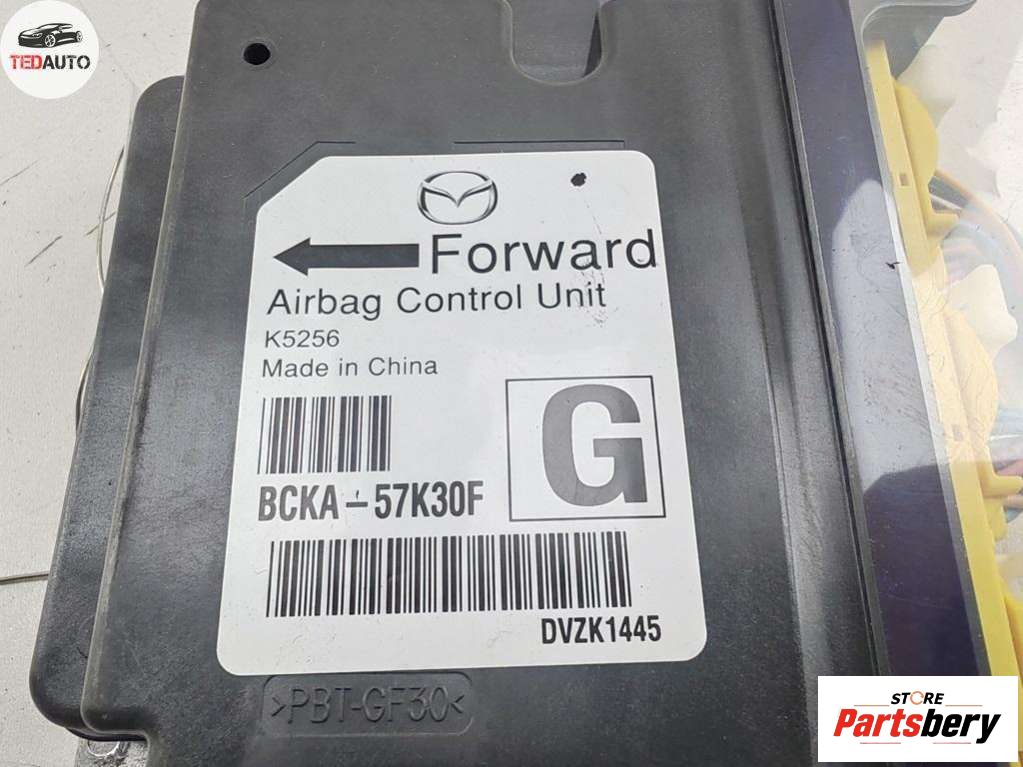 TEDAUTO
Forward
Airbag Control Unit
K5256
Made in China
G
BCKA-57K30F
DVZK1445
>PBT-GF30<
STORE
Partsbery